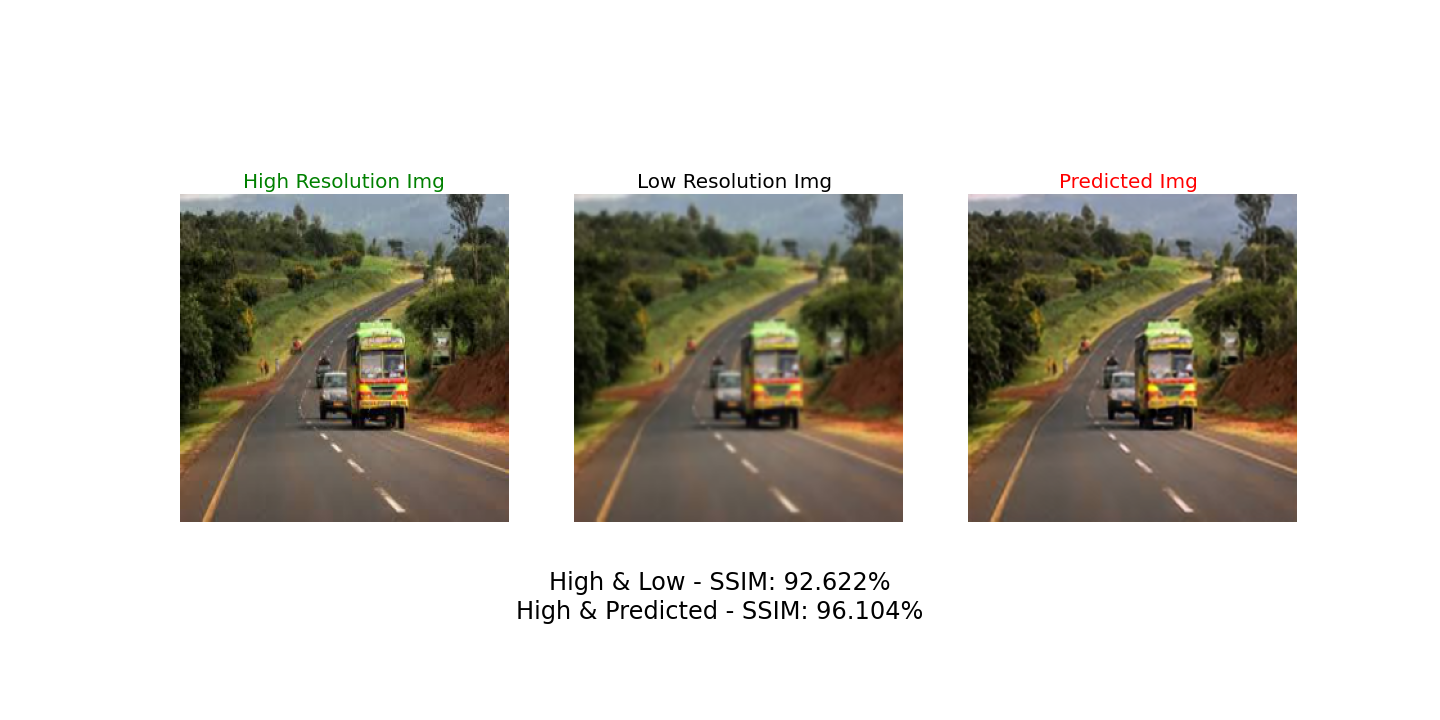 High Resolution Img
Low Resolution Img
Predicted Img
High & Low - SSIM: 92.622%
High & Predicted - SSIM: 96.104%